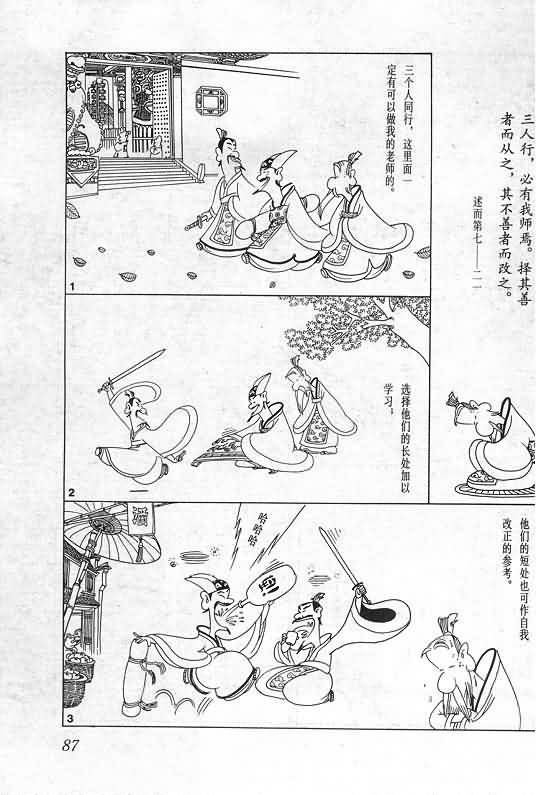 三人行，必有我师焉。择其善
者而从之，其不善者而改之。
述而第七——二一
三个人同行，这里面一
定有可以做我的老师的。
1
选择他们的长处加以
学习，
2
他们的短处也可作自我
改正的参考。
哈哈哈
哈哈哈
酒
3
87